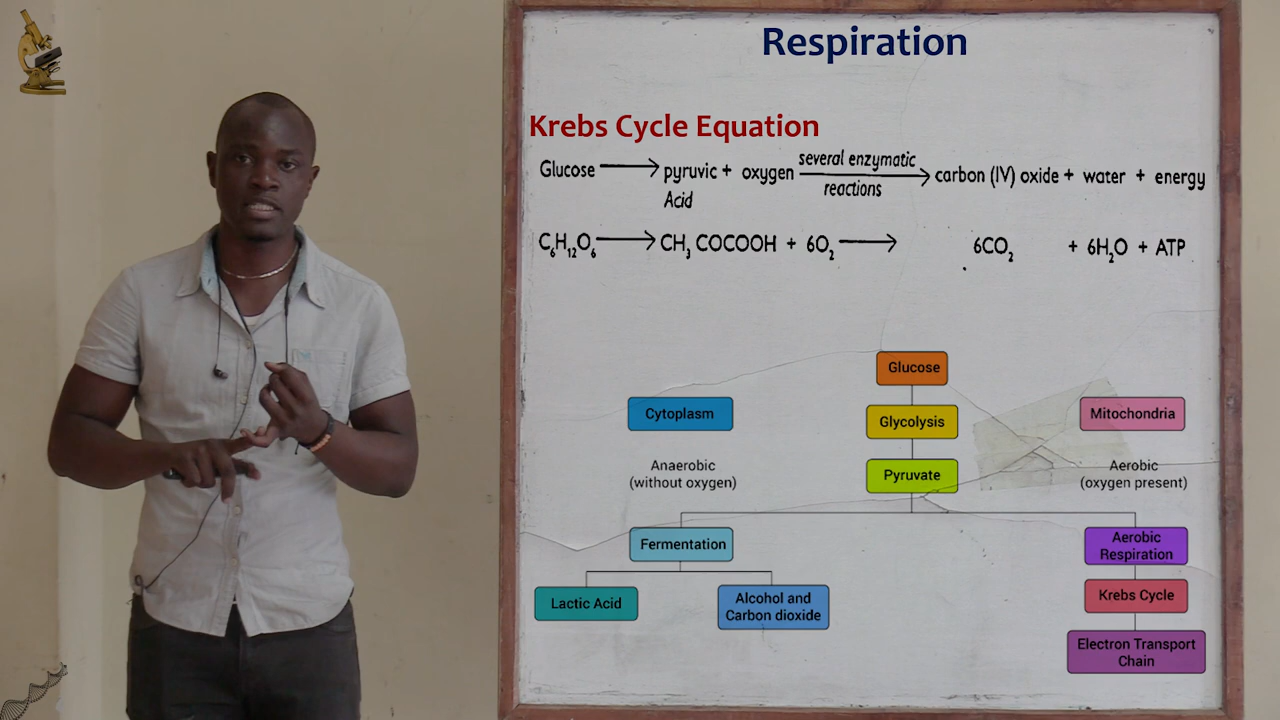 Respiration
Krebs Cycle Equation
Glucose ⟶ pyruvic + oxygen several enzymatic reactions ⟶ carbon (IV) oxide + water + energy
Acid
C₆H₁₂O₆ ⟶ CH₃ COCOOH + 6O₂ ⟶ 6CO₂ + 6H₂O + ATP
Glucose
Cytoplasm
Glycolysis
Mitochondria
Anaerobic
(without oxygen)
Pyruvate
Aerobic
(oxygen present)
Fermentation
Aerobic
Respiration
Lactic Acid
Alcohol and
Carbon dioxide
Krebs Cycle
Electron Transport
Chain